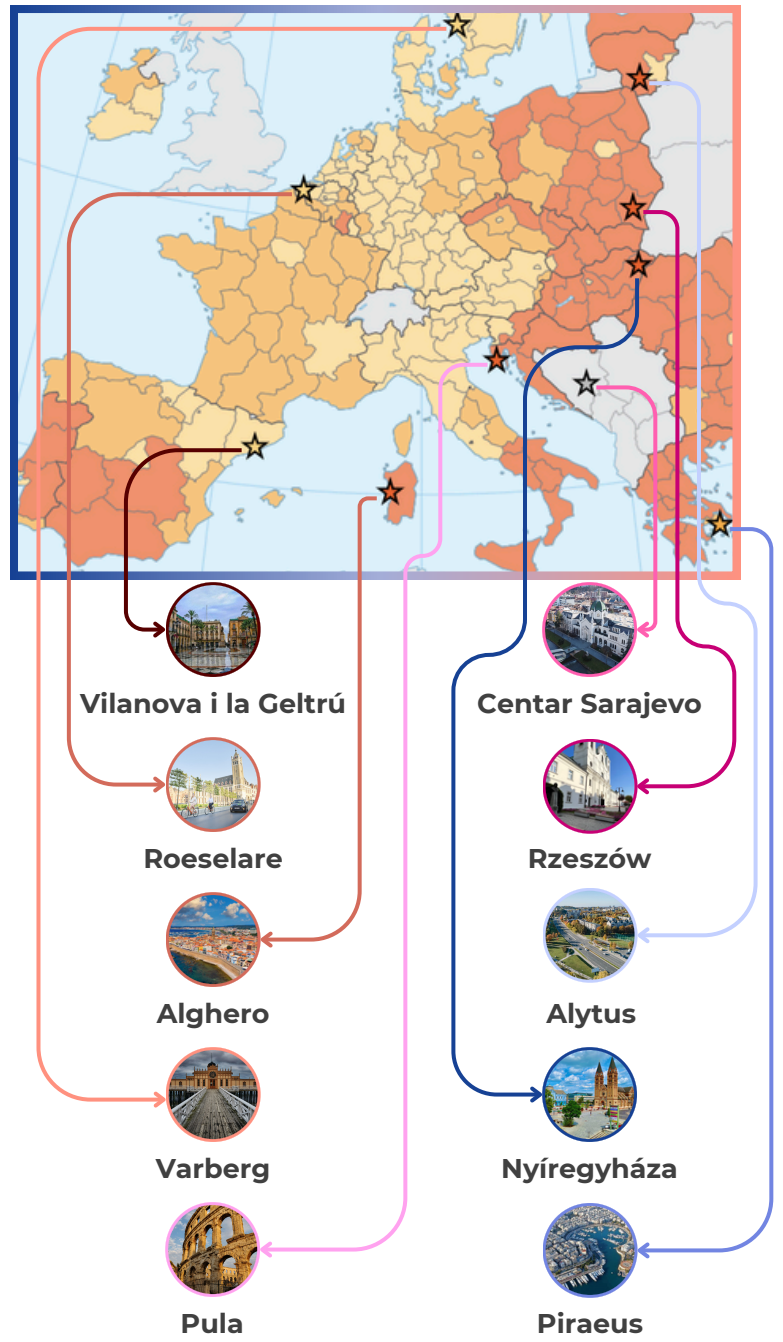 Vilanova i la Geltrú
Centar Sarajevo
Roeselare
Rzeszów
Alghero
Alytus
Varberg
Nyíregyháza
Pula
Piraeus